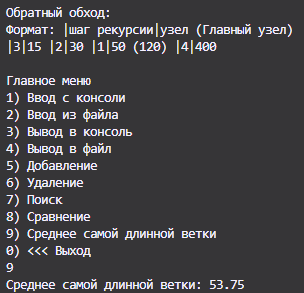 Обратный обход:
Формат: |шаг рекурсии|узел (Главный узел)
|3|15 |2|30 |1|50 (120) |4|400

Главное меню
1) Ввод с консоли
2) Ввод из файла
3) Вывод в консоль
4) Вывод в файл
5) Добавление
6) Удаление
7) Поиск
8) Сравнение
9) Среднее самой длинной ветки
0) <<< Выход
9
Среднее самой длинной ветки: 53.75